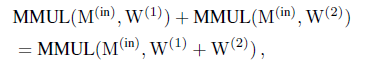 MMUL(M^(in), W^(1)) + MMUL(M^(in), W^(2))
= MMUL(M^(in), W^(1) + W^(2)) ,